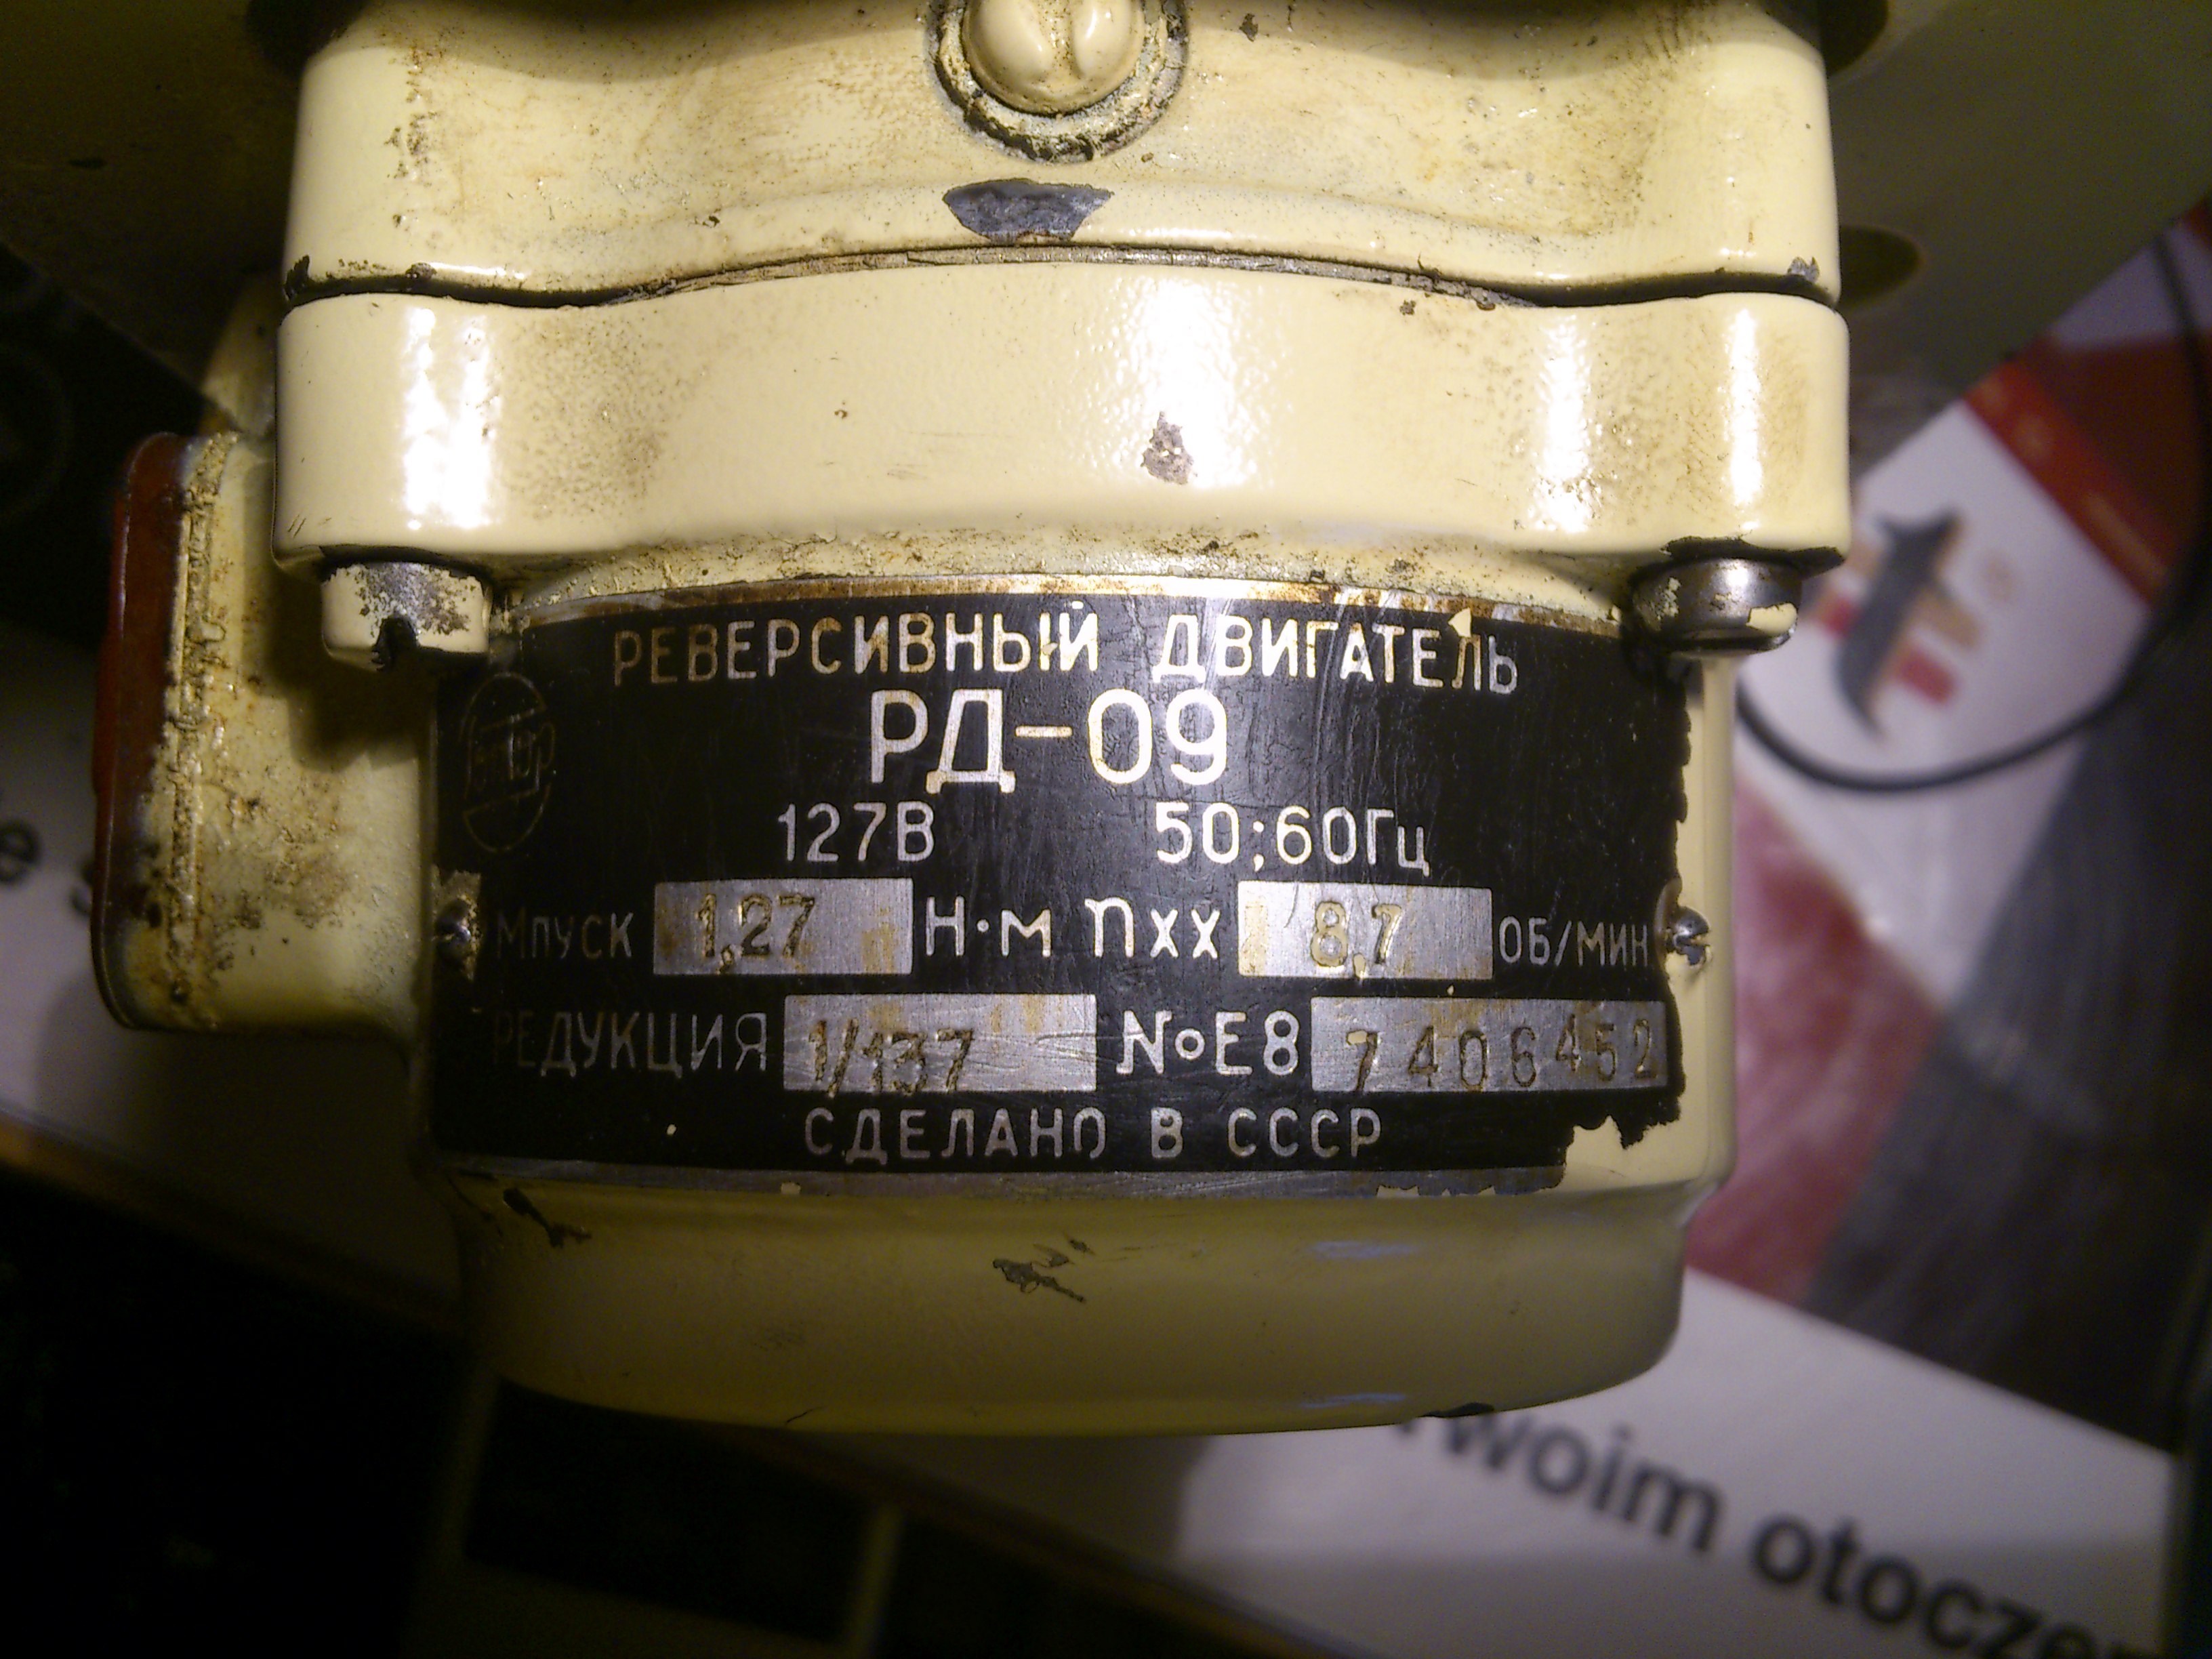 РЕВЕРСИВНЫЙ ДВИГАТЕЛЬ
РД-09
127В 50;60Гц
Мпуск 1,27 Н·м nхх 8,7 ОБ/МИН
РЕДУКЦИЯ 1/137 №Е8 7406452
СДЕЛАНО В СССР
woim otocze